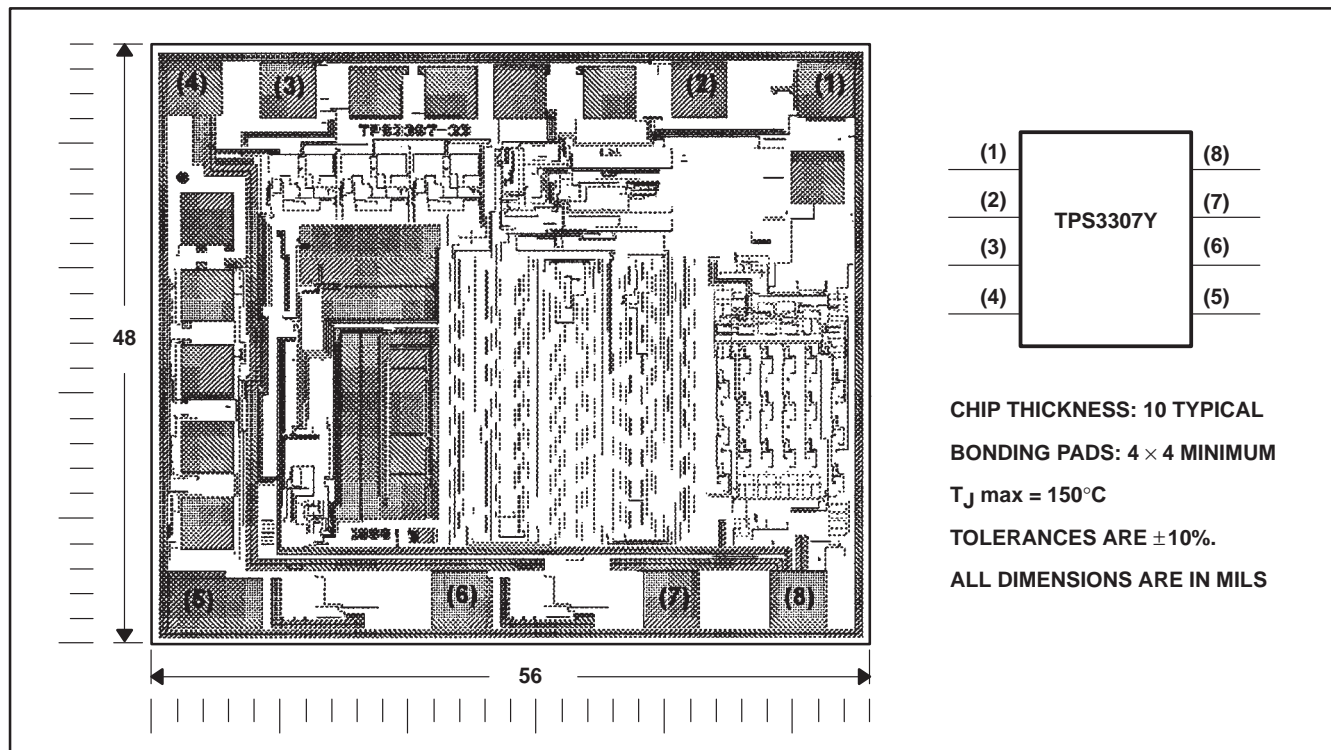 (4) (3) (2) (1)
TPS3307-33
48
(5) (6) (7) (8)
56
(1) (8)
(2) (7)
TPS3307Y
(3) (6)
(4) (5)
CHIP THICKNESS: 10 TYPICAL
BONDING PADS: 4 × 4 MINIMUM
TJ max = 150°C
TOLERANCES ARE ±10%.
ALL DIMENSIONS ARE IN MILS